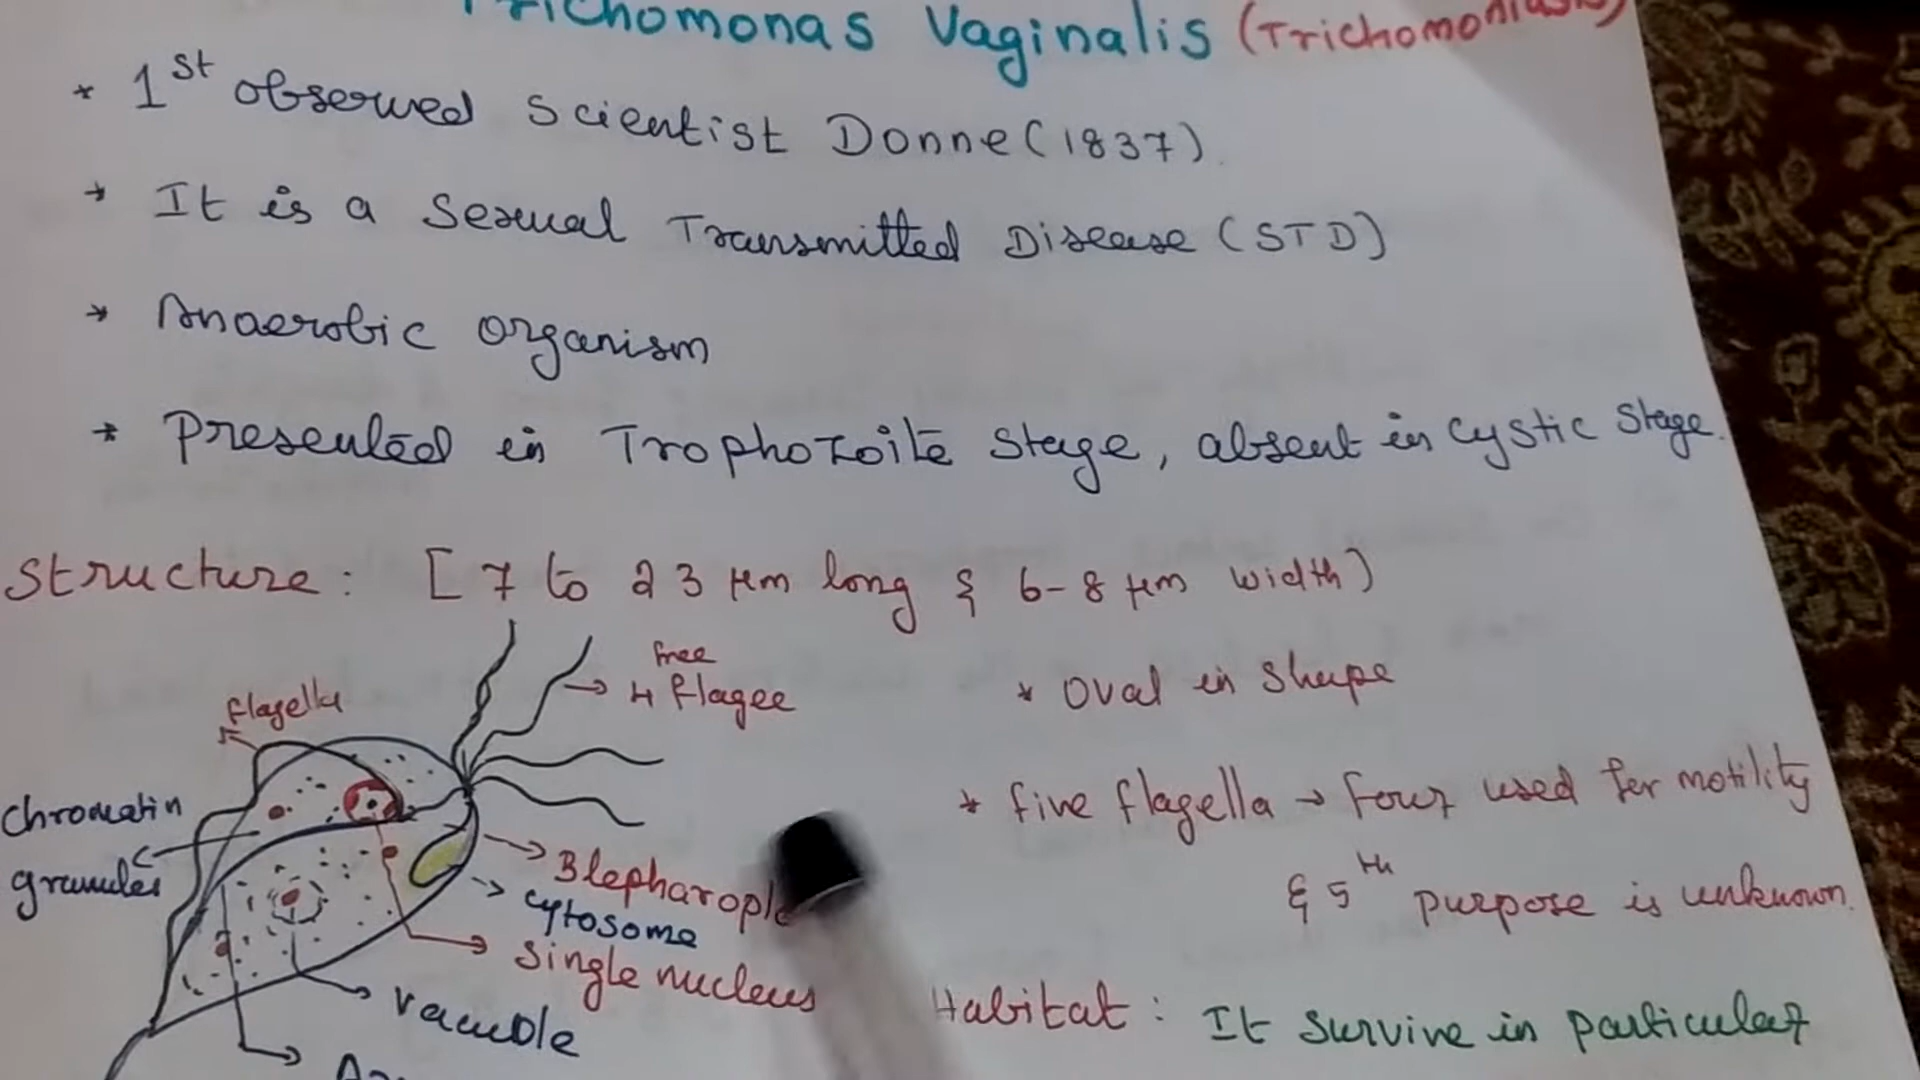 Trichomonas Vaginalis (Trichomoniasis)
* 1st observed Scientist Donne (1837).
* It is a Sexual Transmitted Disease (STD)
* Anaerobic organism
* Presented in Trophozoite Stage, absent in Cystic Stage.
Structure: [7 to 23 μm long & 6-8 μm width]
free
4 flagee
flagella
* Oval in Shape
Chromatin
granules
* five flagella → Four used for motility
& 5th purpose is unknown.
Blepharopla
Cytosome
Single nucleus
Vacuole
Habitat: It Survive in particular